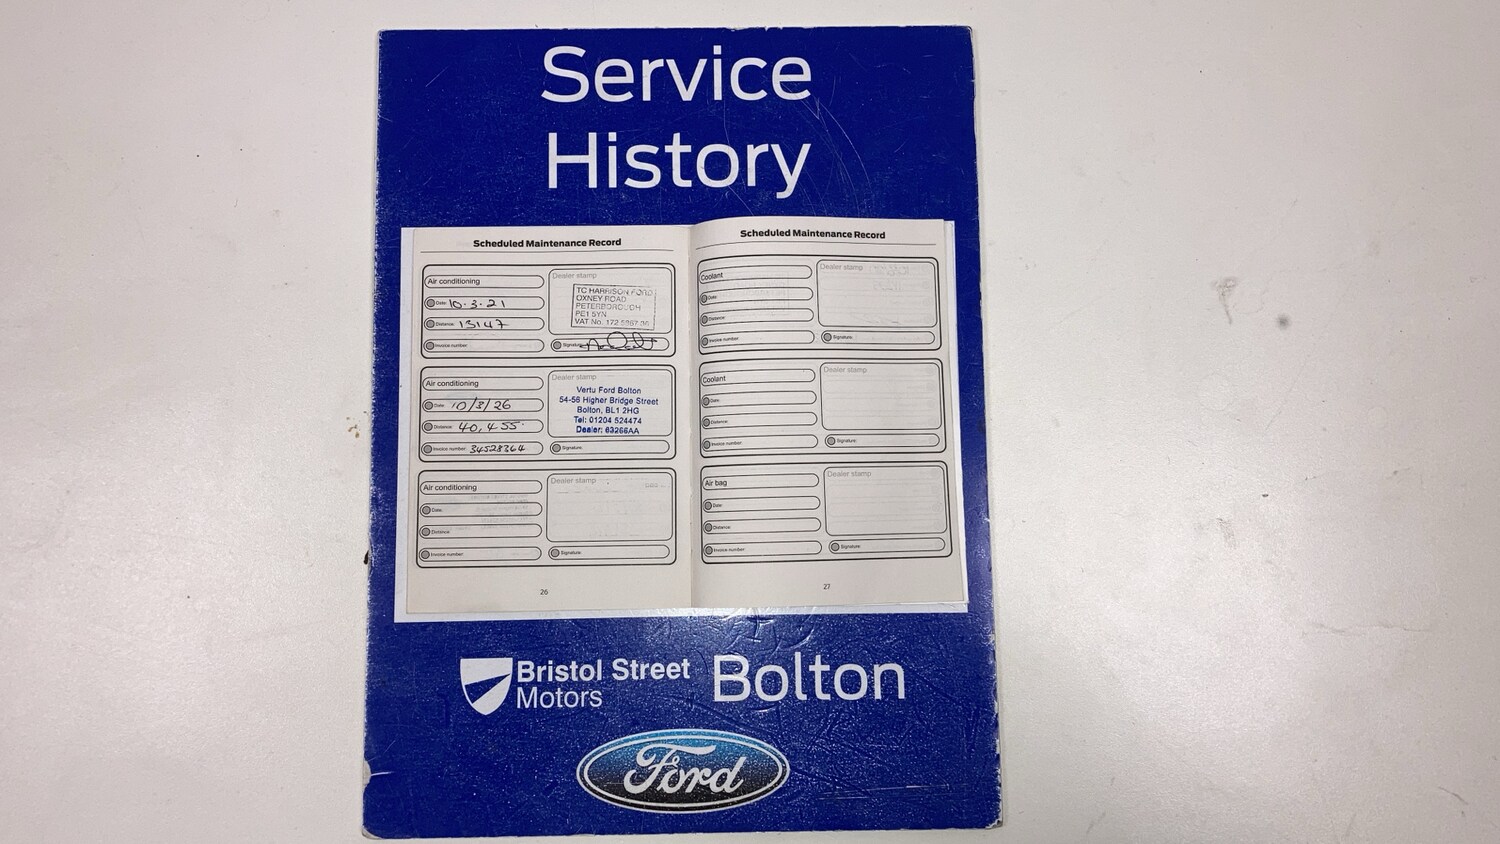 Service
History
Scheduled Maintenance Record
Air conditioning
Date: 10-3-21
Distance: 13147
Invoice number:
Dealer stamp
TC HARRISON FORD
OXNEY ROAD
PETERBOROUGH
PE1 5YN
VAT No.
Signature:
Air conditioning
Date: 10/3/26
Distance: 40,455
Invoice number: 34528364
Dealer stamp
Vertu Ford Bolton
54-56 Higher Bridge Street
Bolton, BL1 2HG
Tel: 01204 524474
Dealer: 63266AA
Signature:
Air conditioning
Date:
Distance:
Invoice number:
Dealer stamp
Signature:
26
Scheduled Maintenance Record
Coolant
Date:
Distance:
Invoice number:
Dealer stamp
Signature:
Coolant
Date:
Distance:
Invoice number:
Dealer stamp
Signature:
Air bag
Date:
Distance:
Invoice number:
Dealer stamp
Signature:
27
Bristol Street
Motors
Bolton
Ford